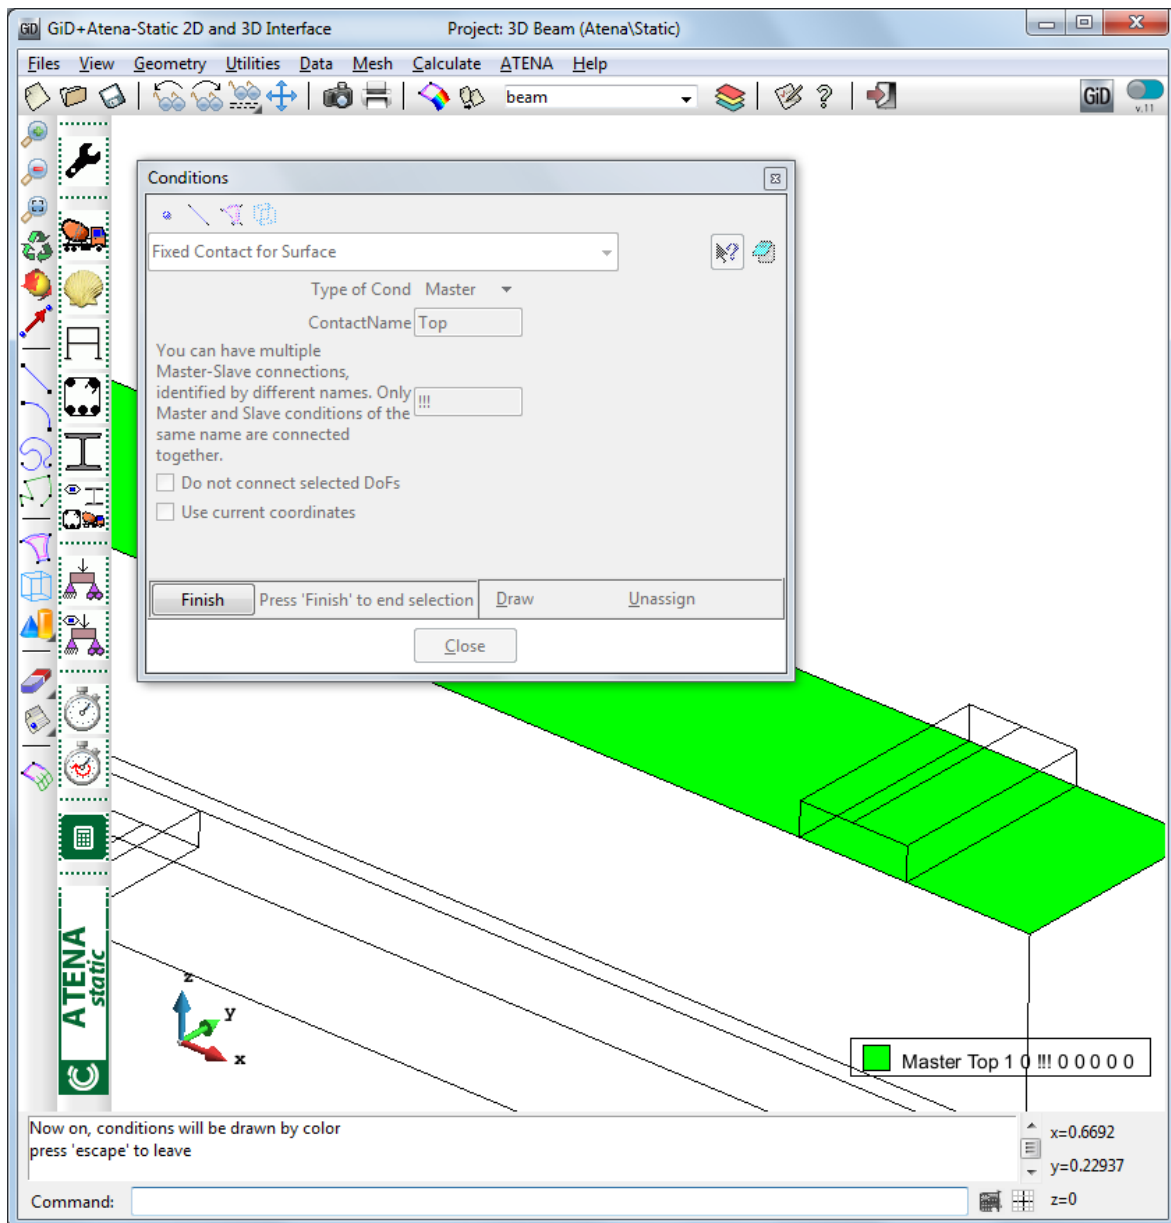 GiD GiD+Atena-Static 2D and 3D Interface Project: 3D Beam (Atena\Static)
Files View Geometry Utilities Data Mesh Calculate ATENA Help
beam
GiD
v.11
Conditions
Fixed Contact for Surface
Type of Cond Master
ContactName Top
You can have multiple
Master-Slave connections,
identified by different names. Only
!!!
Master and Slave conditions of the
same name are connected
together.
Do not connect selected DoFs
Use current coordinates
Finish Press 'Finish' to end selection Draw Unassign
Close
ATENA
static
z
y
x
Master Top 1 0 !!! 0 0 0 0 0
Now on, conditions will be drawn by color
press 'escape' to leave
x=0.6692
y=0.22937
z=0
Command: